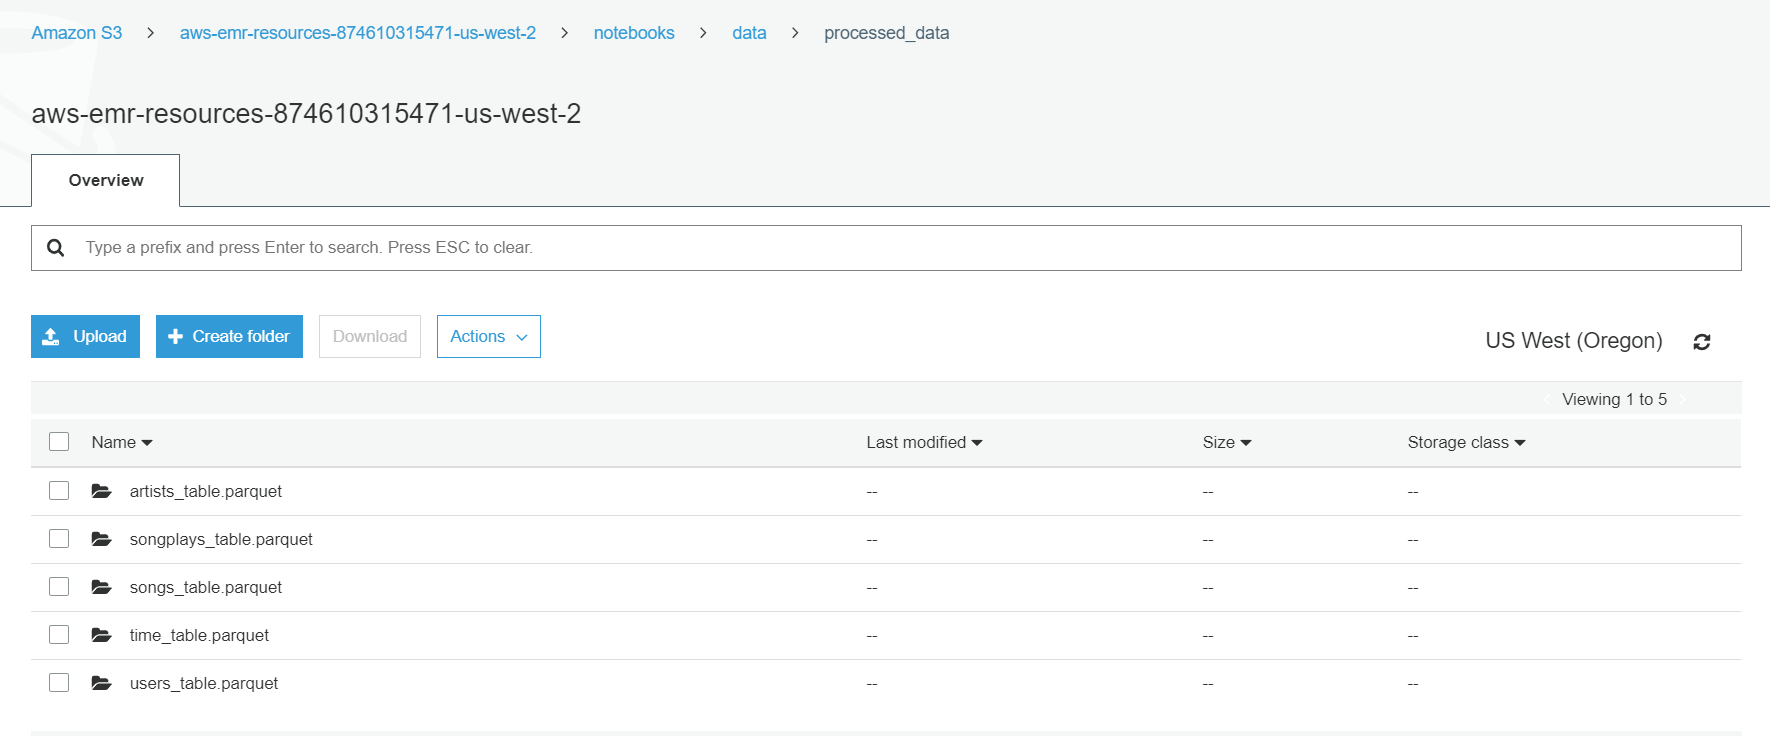 Amazon S3 > aws-emr-resources-874610315471-us-west-2 > notebooks > data > processed_data
aws-emr-resources-874610315471-us-west-2
Overview
Type a prefix and press Enter to search. Press ESC to clear.
Upload Create folder Download Actions US West (Oregon)
Viewing 1 to 5
Name Last modified Size Storage class
artists_table.parquet -- -- --
songplays_table.parquet -- -- --
songs_table.parquet -- -- --
time_table.parquet -- -- --
users_table.parquet -- -- --